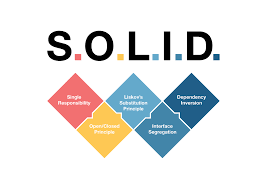 S.O.L.I.D.
Single
Responsibility
Open/Closed
Principle
Liskov's
Substitution
Principle
Interface
Segregation
Dependency
Inversion